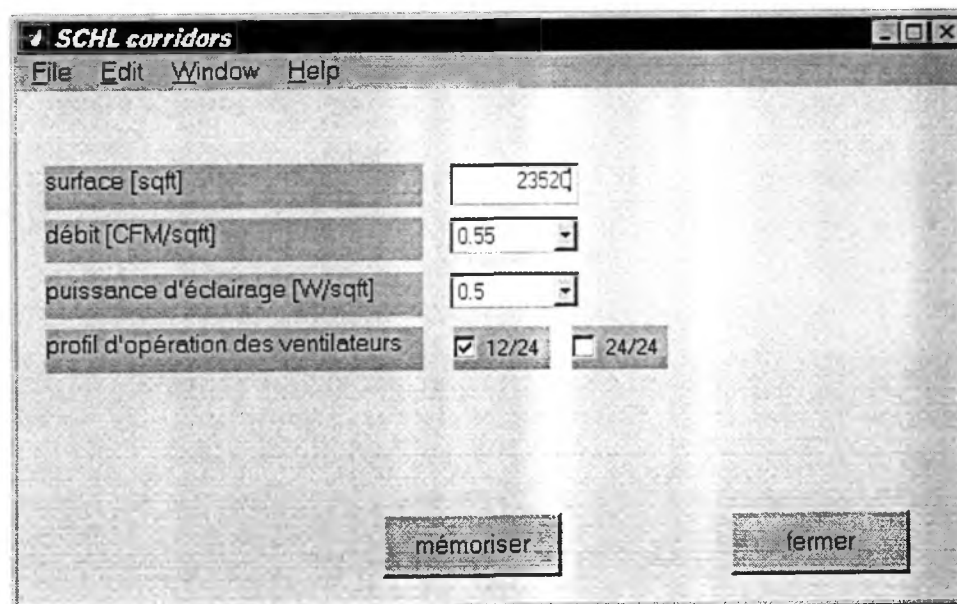 SCHL corridors
File Edit Window Help
surface [sqft] 23520
débit [CFM/sqft] 0.55
puissance d'éclairage [W/sqft] 0.5
profil d'opération des ventilateurs 12/24 24/24
mémoriser fermer